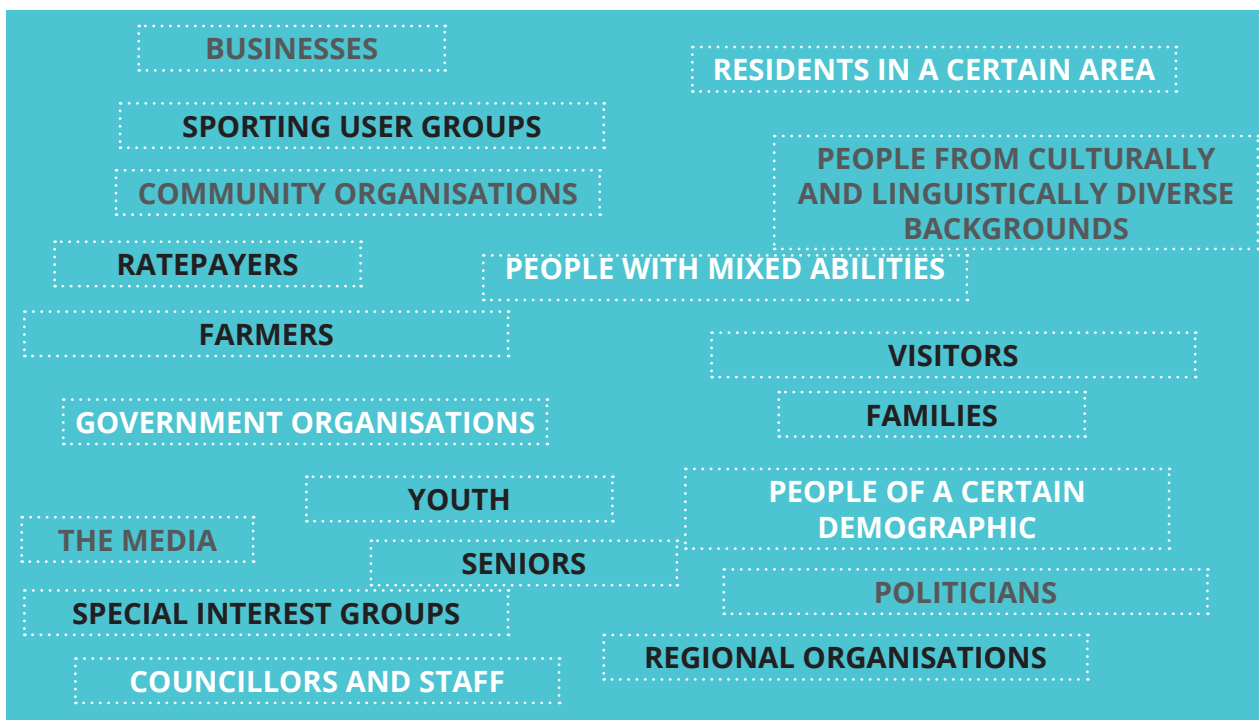 BUSINESSES
RESIDENTS IN A CERTAIN AREA
SPORTING USER GROUPS
PEOPLE FROM CULTURALLY
AND LINGUISTICALLY DIVERSE
BACKGROUNDS
COMMUNITY ORGANISATIONS
RATEPAYERS
PEOPLE WITH MIXED ABILITIES
FARMERS
VISITORS
GOVERNMENT ORGANISATIONS
FAMILIES
YOUTH
PEOPLE OF A CERTAIN
DEMOGRAPHIC
THE MEDIA
SENIORS
POLITICIANS
SPECIAL INTEREST GROUPS
REGIONAL ORGANISATIONS
COUNCILLORS AND STAFF